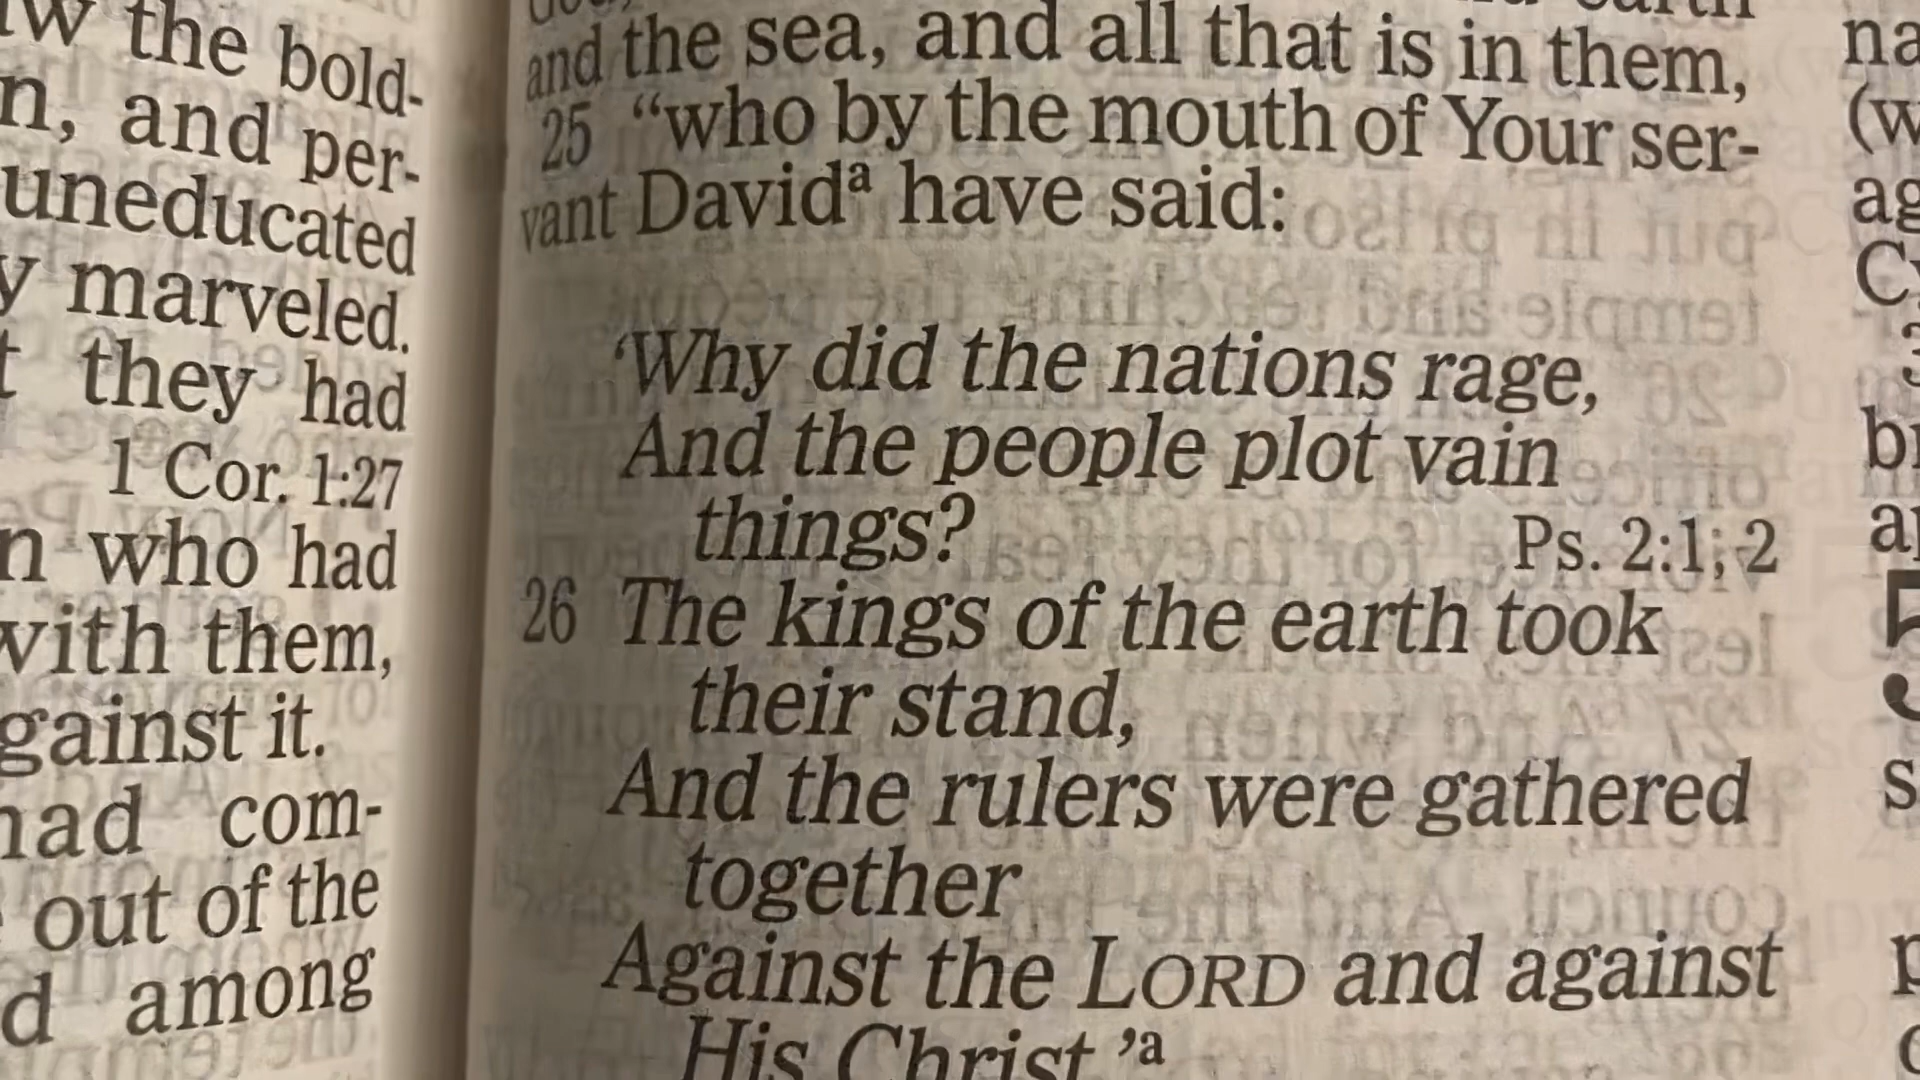 w the bold-
n, and per-
uneducated
y marveled.
t they had
1 Cor. 1:27
n who had
with them,
gainst it.
had com-
out of the
d among
and the sea, and all that is in them,
25 “who by the mouth of Your ser-
vant Davidª have said:
‘Why did the nations rage,
And the people plot vain
things?
Ps. 2:1, 2
26 The kings of the earth took
their stand,
And the rulers were gathered
together
Against the LORD and against
His Christ.’ª
na
(w
ag
br
5
s